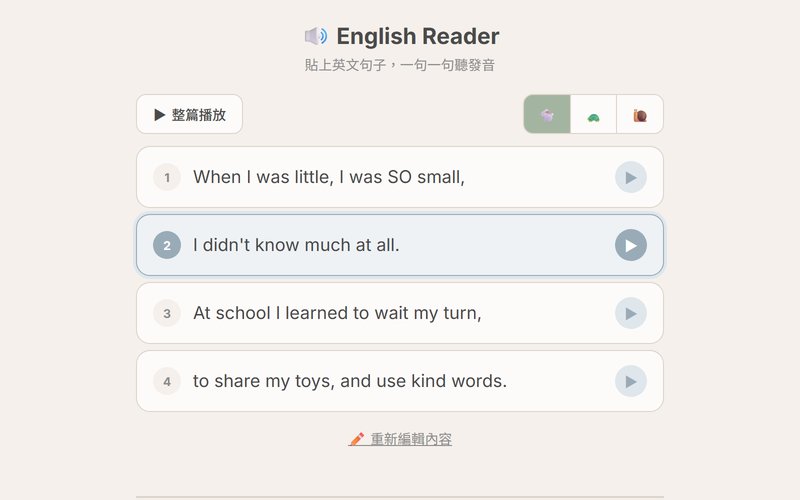 English Reader
貼上英文句子，一句一句聽發音
整篇播放
1 When I was little, I was SO small,
2 I didn't know much at all.
3 At school I learned to wait my turn,
4 to share my toys, and use kind words.
重新編輯內容